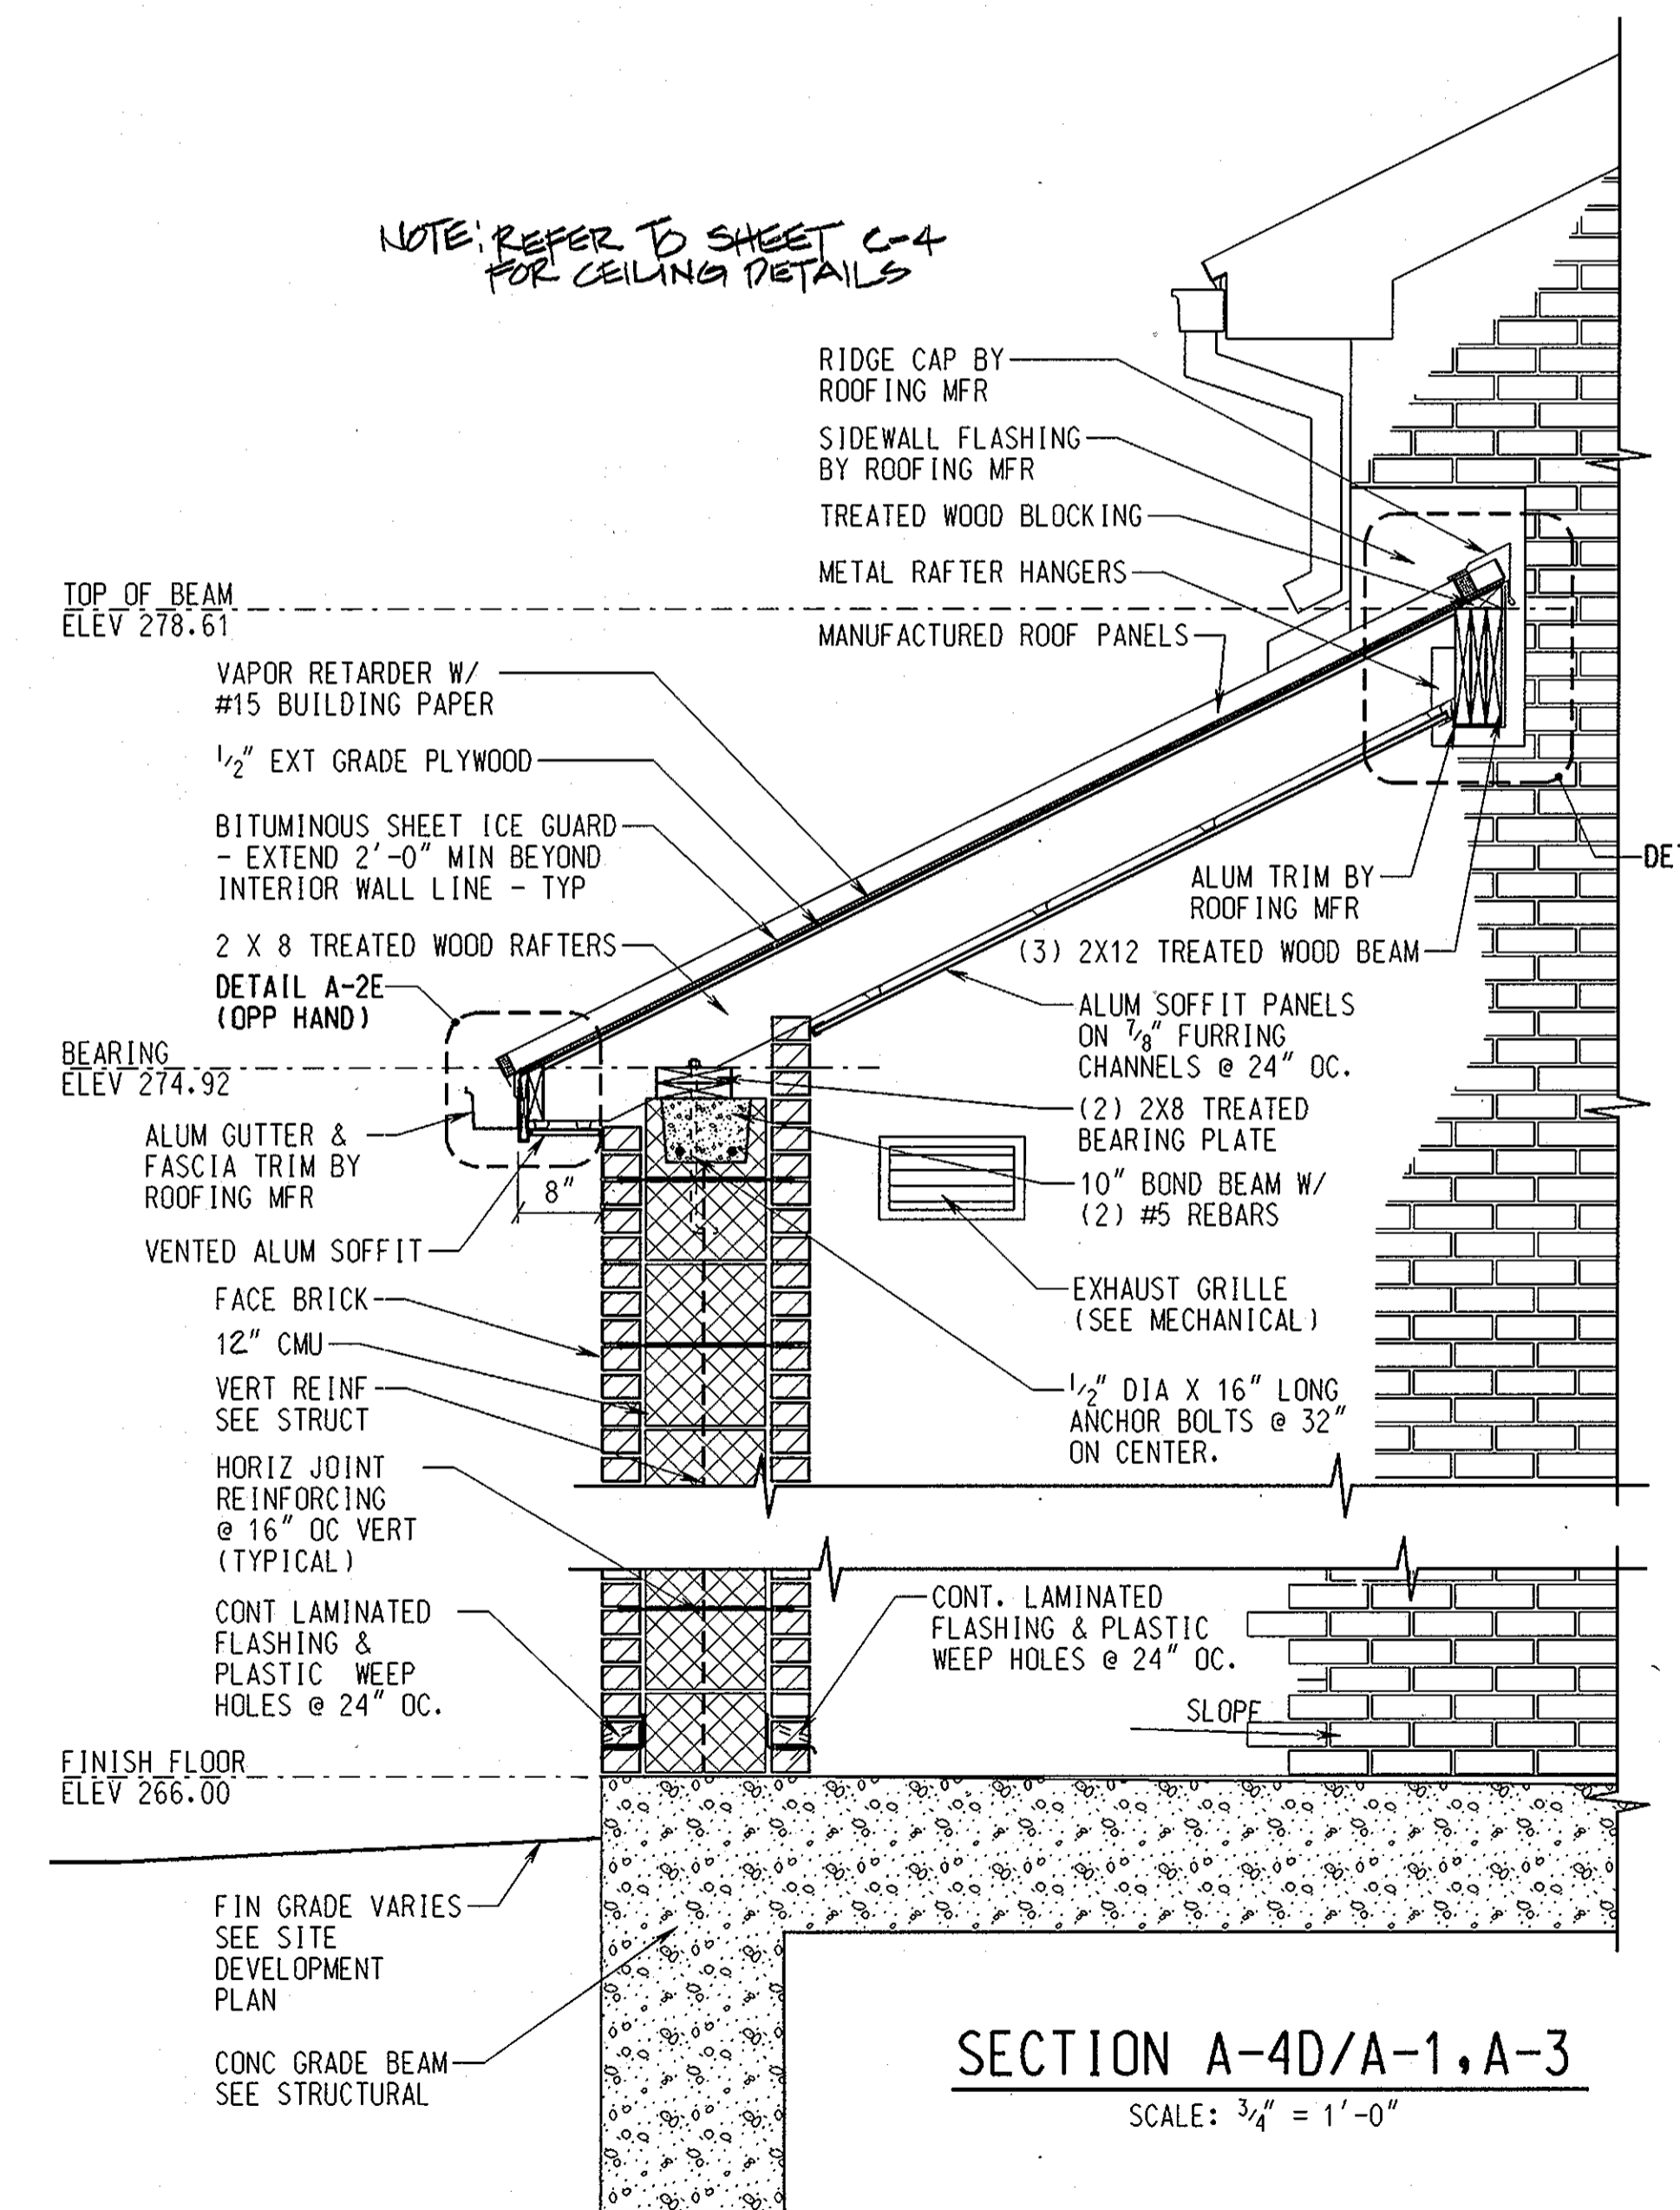 NOTE: REFER TO SHEET C-4
FOR CEILING DETAILS
RIDGE CAP BY
ROOFING MFR
SIDEWALL FLASHING
BY ROOFING MFR
TREATED WOOD BLOCKING
METAL RAFTER HANGERS
MANUFACTURED ROOF PANELS
TOP OF BEAM
ELEV 278.61
VAPOR RETARDER W/
#15 BUILDING PAPER
1/2" EXT GRADE PLYWOOD
BITUMINOUS SHEET ICE GUARD
- EXTEND 2'-0" MIN BEYOND
INTERIOR WALL LINE - TYP
2 X 8 TREATED WOOD RAFTERS
DETAIL A-2E
(OPP HAND)
BEARING
ELEV 274.92
ALUM GUTTER &
FASCIA TRIM BY
ROOFING MFR
8"
VENTED ALUM SOFFIT
FACE BRICK
12" CMU
VERT REINF
SEE STRUCT
HORIZ JOINT
REINFORCING
@ 16" OC VERT
(TYPICAL)
CONT LAMINATED
FLASHING &
PLASTIC WEEP
HOLES @ 24" OC.
FINISH FLOOR
ELEV 266.00
FIN GRADE VARIES
SEE SITE
DEVELOPMENT
PLAN
CONC GRADE BEAM
SEE STRUCTURAL
DE
ALUM TRIM BY
ROOFING MFR
(3) 2X12 TREATED WOOD BEAM
ALUM SOFFIT PANELS
ON 7/8" FURRING
CHANNELS @ 24" OC.
(2) 2X8 TREATED
BEARING PLATE
10" BOND BEAM W/
(2) #5 REBARS
EXHAUST GRILLE
(SEE MECHANICAL)
1/2" DIA X 16" LONG
ANCHOR BOLTS @ 32"
ON CENTER.
CONT. LAMINATED
FLASHING & PLASTIC
WEEP HOLES @ 24" OC.
SLOPE
SECTION A-4D/A-1,A-3
SCALE: 3/4" = 1'-0"